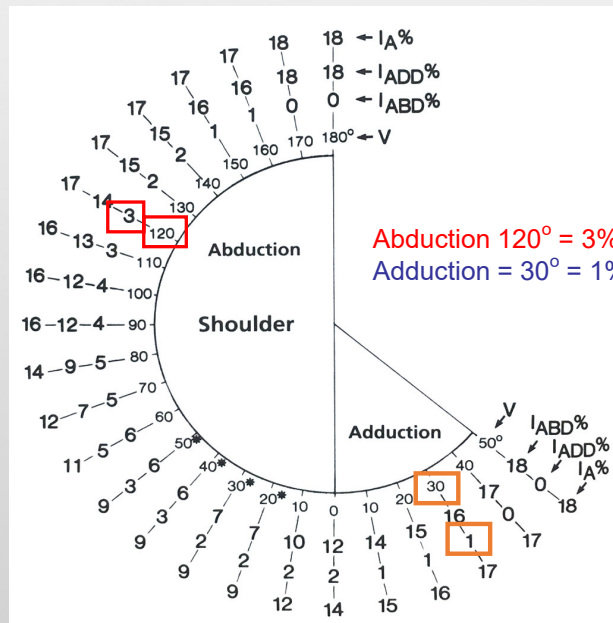 18 ← IA%
18 ← IADD%
0 ← IABD%
180° ← V
18 18 0 170
17 16 1 160
17 16 1 150
17 15 2 140
17 15 2 130
17 14 3 120
16 13 3 110
16 12 4 100
16 12 4 90
14 9 5 80
12 7 5 70
11 5 6 60
9 3 6 50*
9 3 6 40*
9 2 7 30*
9 2 7 20*
12 2 10 10
Abduction
Shoulder
Abduction 120o = 3%
Adduction = 30o = 1%
Adduction
0 12 2 14
10 14 1 15
20 15 1 16
30 16 1 17
40 17 0 17
50° 18 0 18
V
IABD%
IADD%
IA%